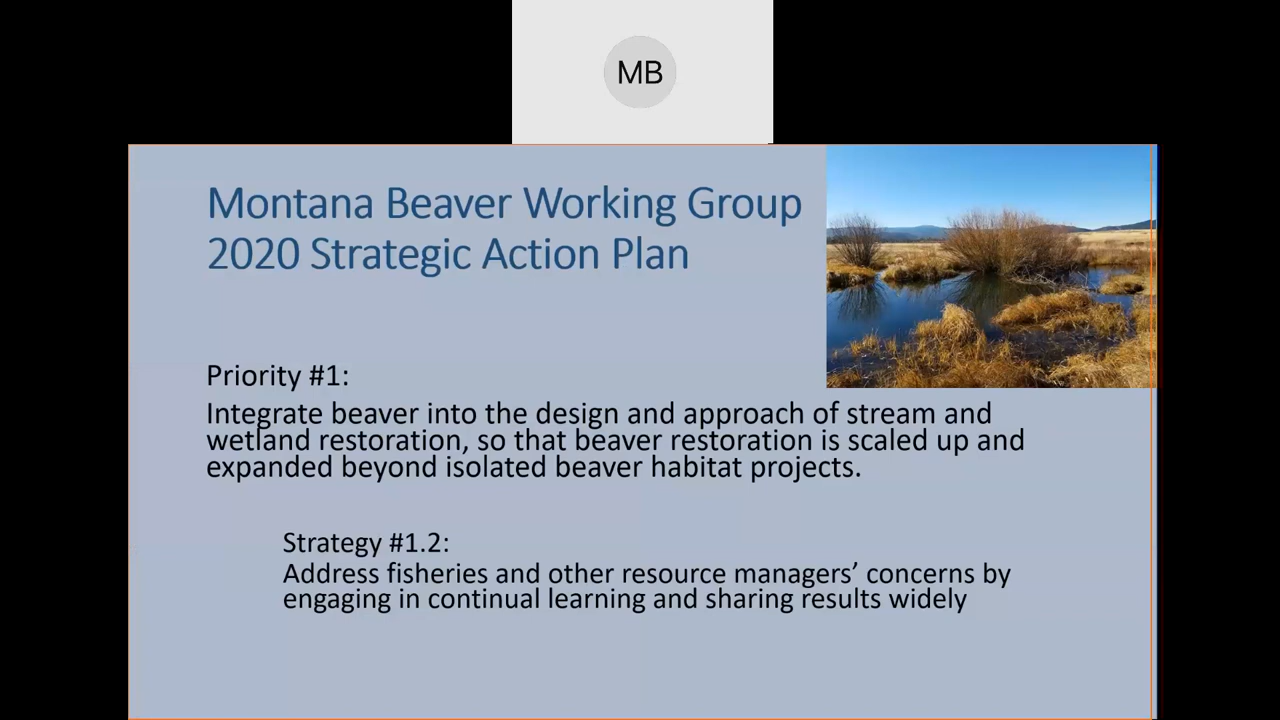 MB
Montana Beaver Working Group
2020 Strategic Action Plan
Priority #1:
Integrate beaver into the design and approach of stream and
wetland restoration, so that beaver restoration is scaled up and
expanded beyond isolated beaver habitat projects.
Strategy #1.2:
Address fisheries and other resource managers’ concerns by
engaging in continual learning and sharing results widely